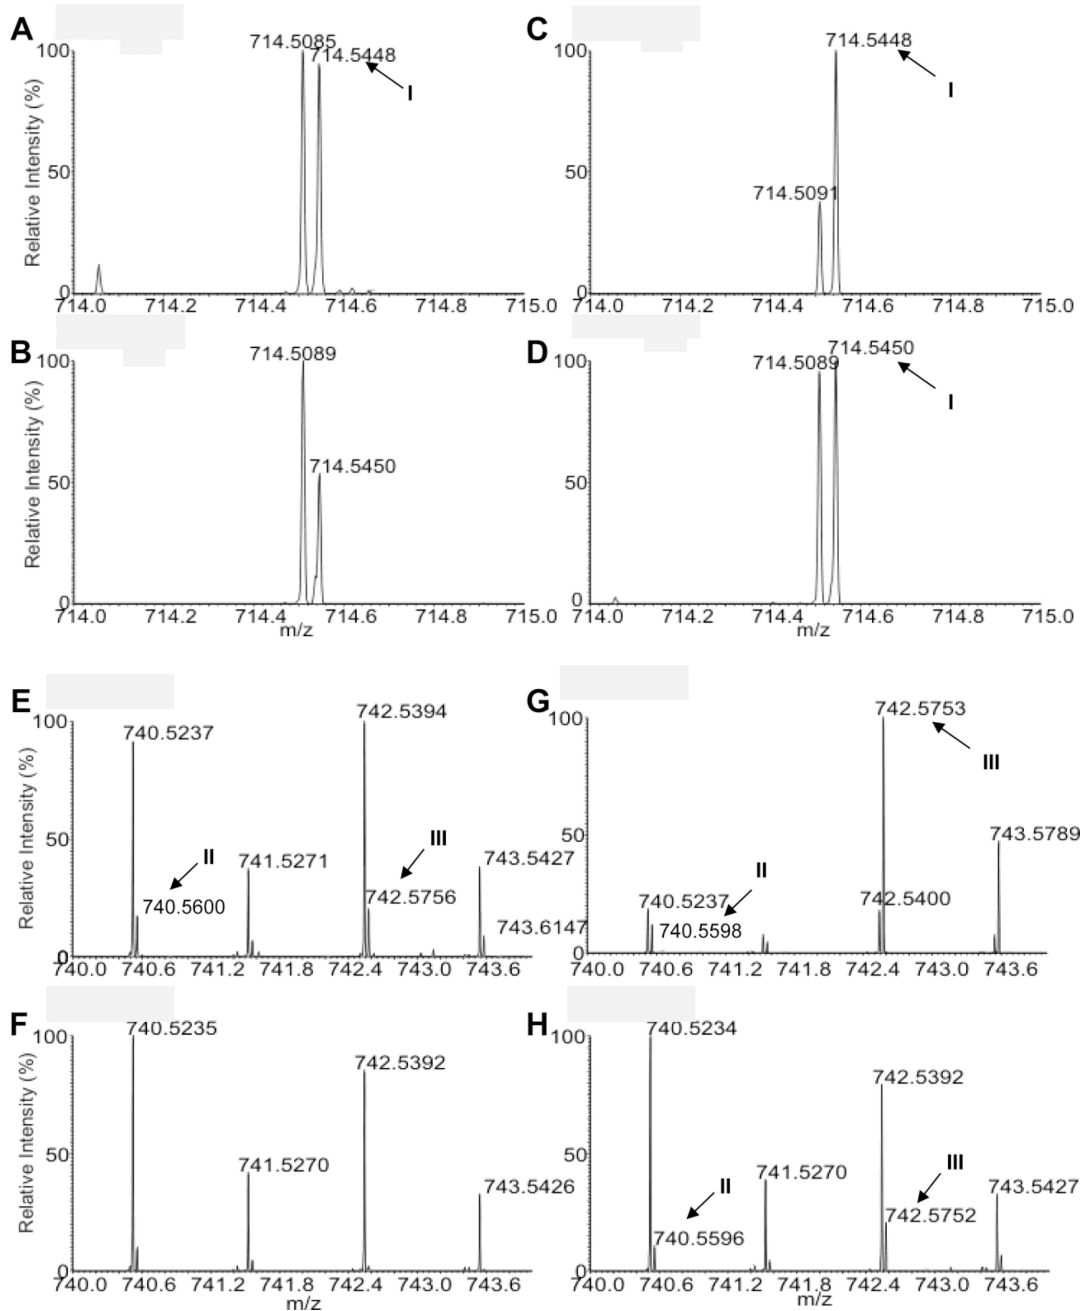 A
Relative Intensity (%)
100
50
0
714.5085
714.5448
I
714.0 714.2 714.4 714.6 714.8 715.0
C
100
50
0
714.5448
I
714.5091
714.0 714.2 714.4 714.6 714.8 715.0
B
Relative Intensity (%)
100
50
0
714.5089
714.5450
714.0 714.2 714.4 714.6 714.8 715.0
m/z
D
100
50
0
714.5450
714.5089
I
714.0 714.2 714.4 714.6 714.8 715.0
m/z
E
Relative Intensity (%)
100
50
0
740.5237
742.5394
II
III
740.5600
741.5271
742.5756
743.5427
743.6147
740.0 740.6 741.2 741.8 742.4 743.0 743.6
G
100
50
0
742.5753
III
743.5789
II
740.5237
742.5400
740.5598
740.0 740.6 741.2 741.8 742.4 743.0 743.6
F
Relative Intensity (%)
100
50
0
740.5235
742.5392
741.5270
743.5426
740.0 740.6 741.2 741.8 742.4 743.0 743.6
m/z
H
100
50
0
740.5234
742.5392
II
III
741.5270
743.5427
742.5752
740.5596
740.0 740.6 741.2 741.8 742.4 743.0 743.6
m/z